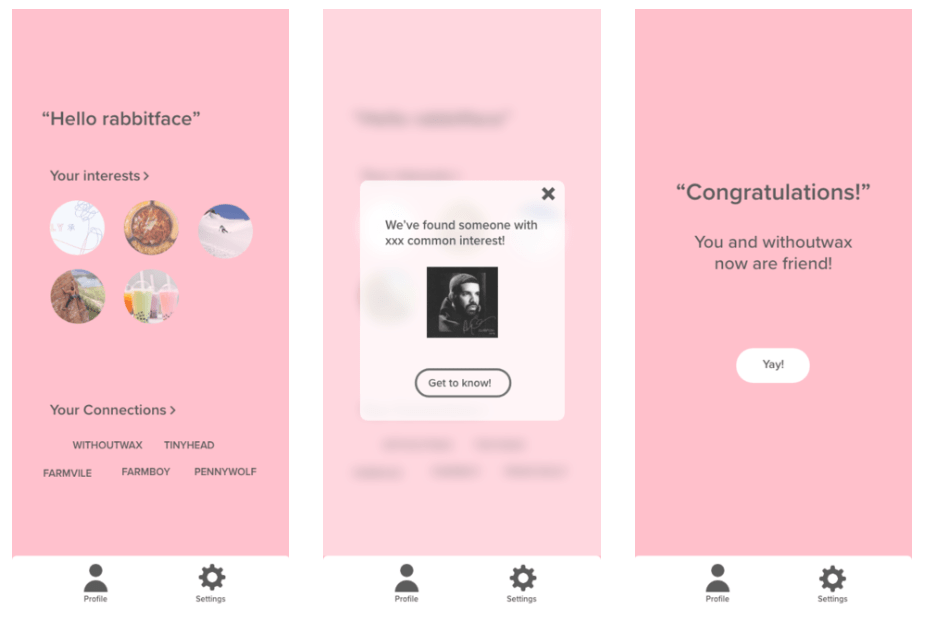 “Hello rabbitface”
Your interests >
Your Connections >
WITHOUTWAX TINYHEAD
FARMVILE FARMBOY PENNYWOLF
Profile Settings
We’ve found someone with
xxx common interest!
Get to know!
Profile Settings
“Congratulations!”
You and withoutwax
now are friend!
Yay!
Profile Settings